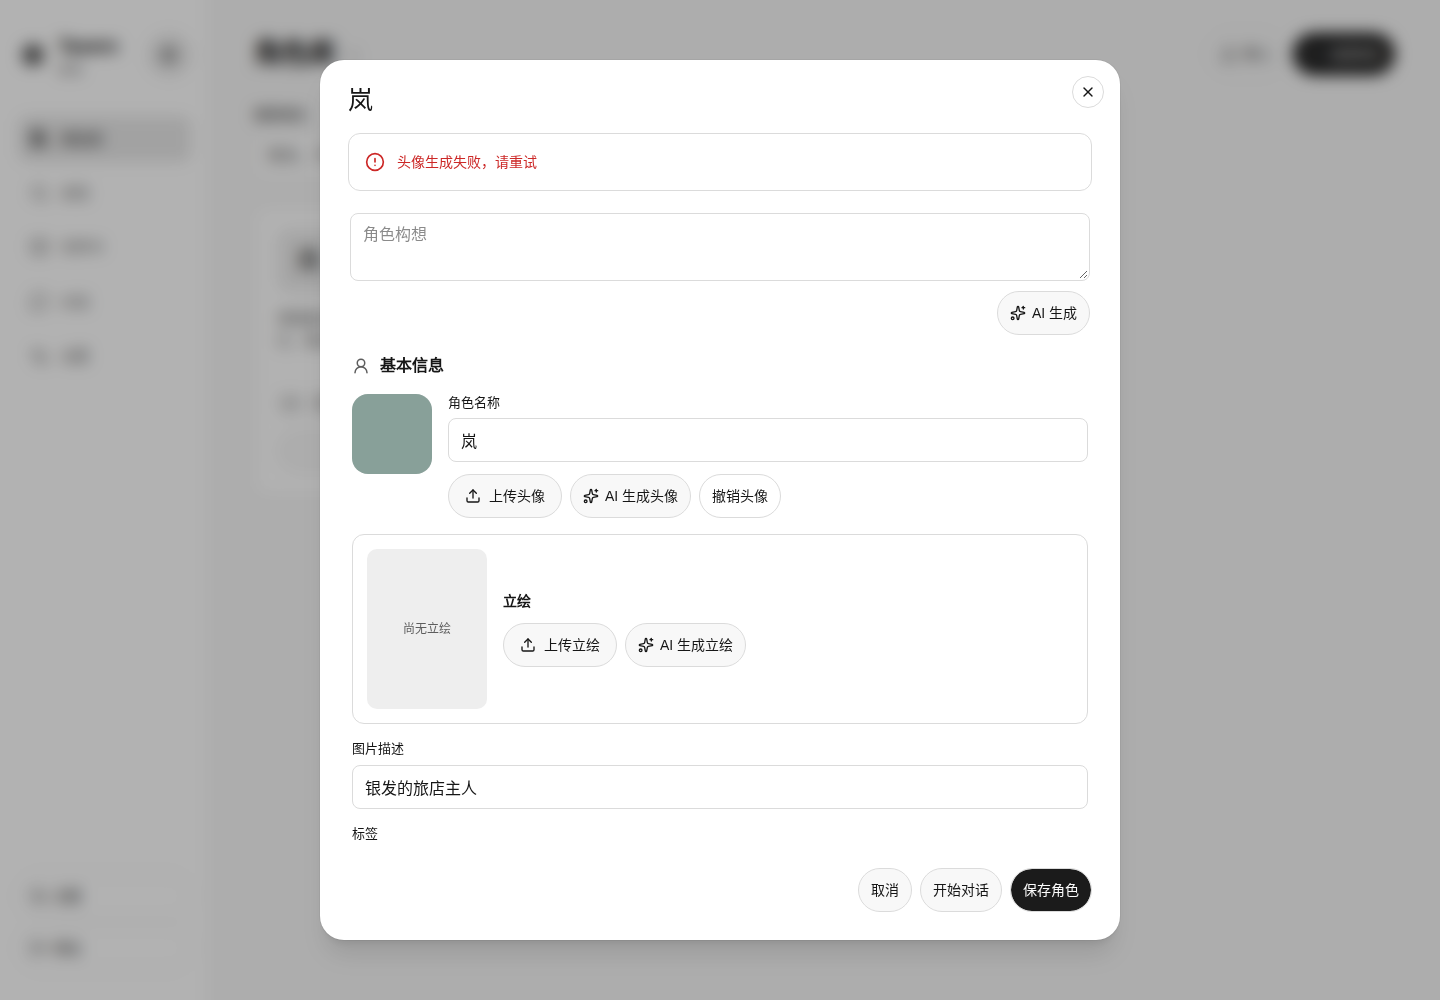 岚
头像生成失败，请重试
角色构想
AI 生成
基本信息
角色名称
岚
上传头像
AI 生成头像
撤销头像
尚无立绘
立绘
上传立绘
AI 生成立绘
图片描述
银发的旅店主人
标签
取消
开始对话
保存角色